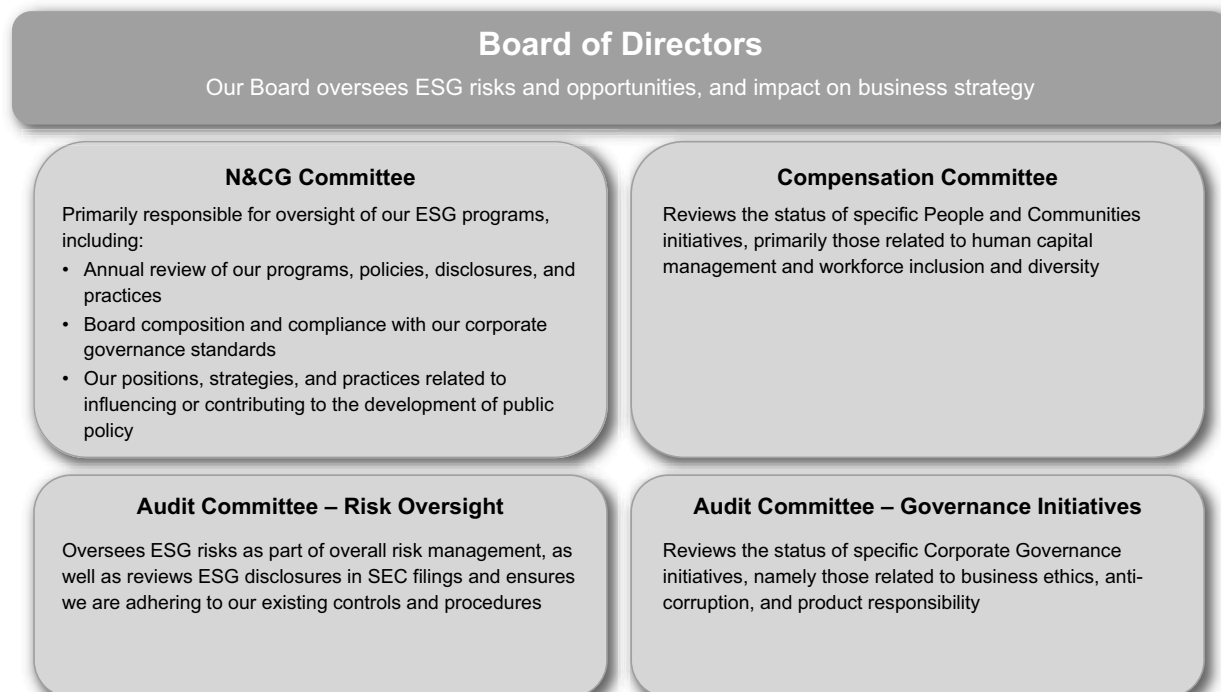 Board of Directors
Our Board oversees ESG risks and opportunities, and impact on business strategy
N&CG Committee
Primarily responsible for oversight of our ESG programs,
including:
• Annual review of our programs, policies, disclosures, and
practices
• Board composition and compliance with our corporate
governance standards
• Our positions, strategies, and practices related to
influencing or contributing to the development of public
policy
Compensation Committee
Reviews the status of specific People and Communities
initiatives, primarily those related to human capital
management and workforce inclusion and diversity
Audit Committee – Risk Oversight
Oversees ESG risks as part of overall risk management, as
well as reviews ESG disclosures in SEC filings and ensures
we are adhering to our existing controls and procedures
Audit Committee – Governance Initiatives
Reviews the status of specific Corporate Governance
initiatives, namely those related to business ethics, anti-
corruption, and product responsibility